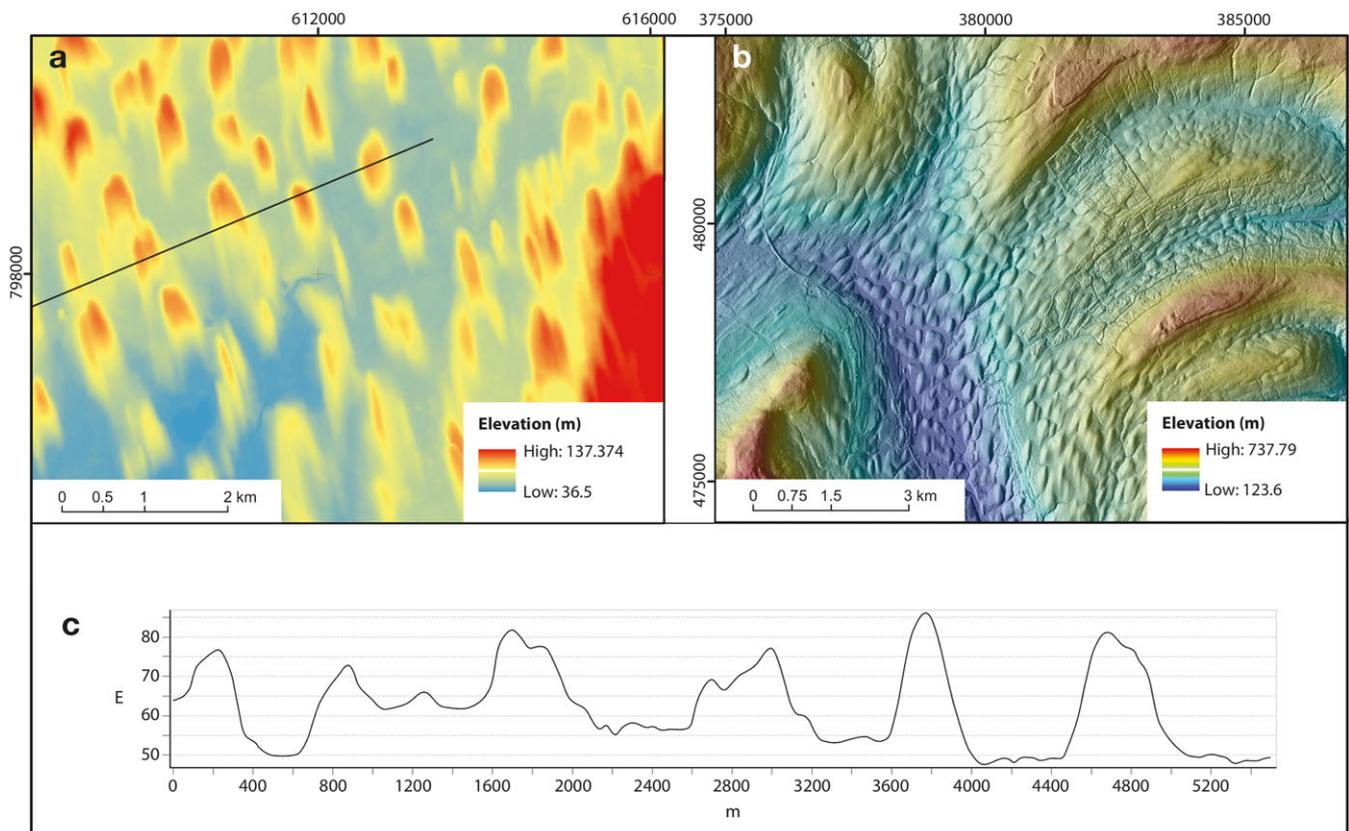 612000 616000 375000 380000 385000
a
b
798000
480000
475000
Elevation (m)
High: 137.374
Low: 36.5
Elevation (m)
High: 737.79
Low: 123.6
0 0.5 1 2 km
0 0.75 1.5 3 km
c
80
70
E
60
50
0 400 800 1200 1600 2000 2400 2800 3200 3600 4000 4400 4800 5200
m